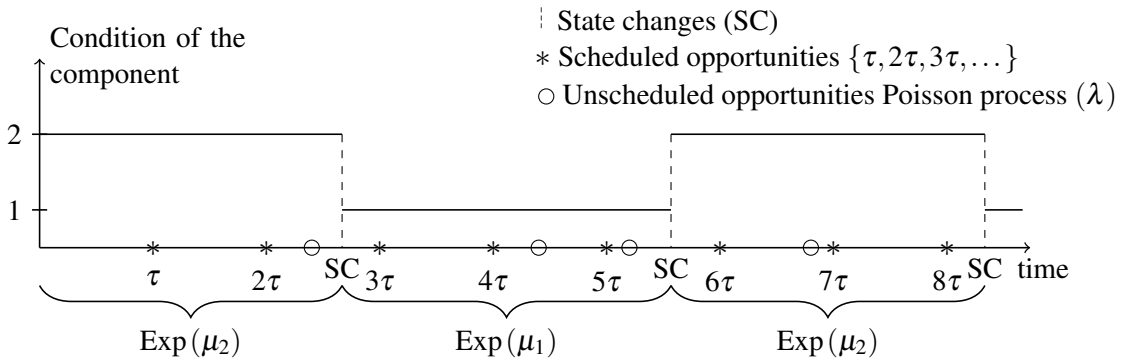 State changes (SC)
Condition of the
component
* Scheduled opportunities {τ, 2τ, 3τ, …}
Unscheduled opportunities Poisson process (λ)
2
1
τ 2τ SC 3τ 4τ 5τ SC 6τ 7τ 8τ SC time
Exp(μ₂) Exp(μ₁) Exp(μ₂)